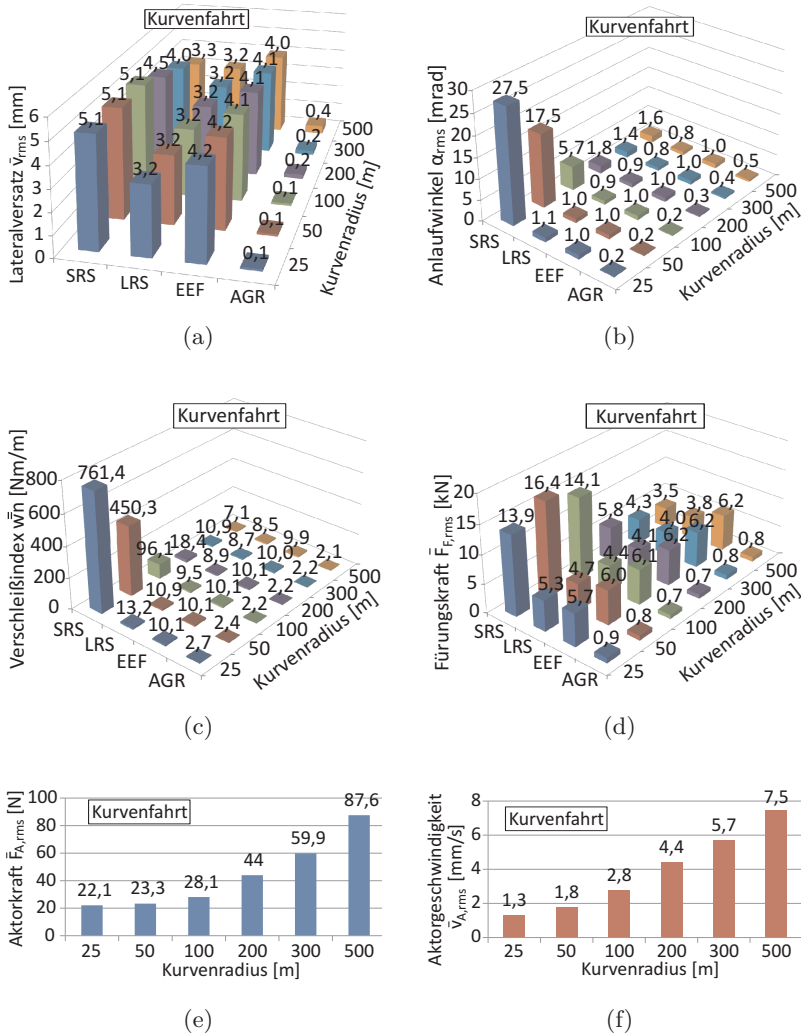 Kurvenfahrt
Lateralversatz v̄rms [mm]
6
5
4
3
2
1
0
5,1 3,2 4,2 0,1
5,1 3,2 4,2 0,1
5,1 3,2 4,1 0,1
4,5 3,2 4,1 0,2
4,0 3,2 4,1 0,2
3,3 3,2 4,0 0,4
SRS LRS EEF AGR
25 50 100 200 300 500
Kurvenradius [m]
(a)
Kurvenfahrt
Anlaufwinkel αrms [mrad]
30
25
20
15
10
5
0
27,5 1,1 1,0 0,2
17,5 1,0 1,0 0,2
5,7 0,9 1,0 0,2
1,8 0,9 1,0 0,3
1,4 0,8 1,0 0,4
1,6 0,8 1,0 0,5
SRS LRS EEF AGR
25 50 100 200 300 500
Kurvenradius [m]
(b)
Kurvenfahrt
Verschleißindex w̄n [Nm/m]
800
600
400
200
0
761,4 13,2 10,1 2,7
450,3 10,9 10,1 2,4
96,1 9,5 10,1 2,2
18,4 8,9 10,1 2,2
10,9 8,7 10,0 2,2
7,1 8,5 9,9 2,1
SRS LRS EEF AGR
25 50 100 200 300 500
Kurvenradius [m]
(c)
Kurvenfahrt
Fürungskraft F̄F,rms [kN]
20
15
10
5
0
13,9 5,3 5,7 0,9
16,4 4,7 6,0 0,8
14,1 4,4 6,1 0,7
5,8 4,1 6,2 0,7
4,3 4,0 6,2 0,8
3,5 3,8 6,2 0,8
SRS LRS EEF AGR
25 50 100 200 300 500
Kurvenradius [m]
(d)
Kurvenfahrt
Aktorkraft F̄A,rms [N]
100
80
60
40
20
0
22,1 23,3 28,1 44 59,9 87,6
25 50 100 200 300 500
Kurvenradius [m]
(e)
Kurvenfahrt
Aktorgeschwindigkeit
v̄A,rms [mm/s]
8
6
4
2
0
1,3 1,8 2,8 4,4 5,7 7,5
25 50 100 200 300 500
Kurvenradius [m]
(f)